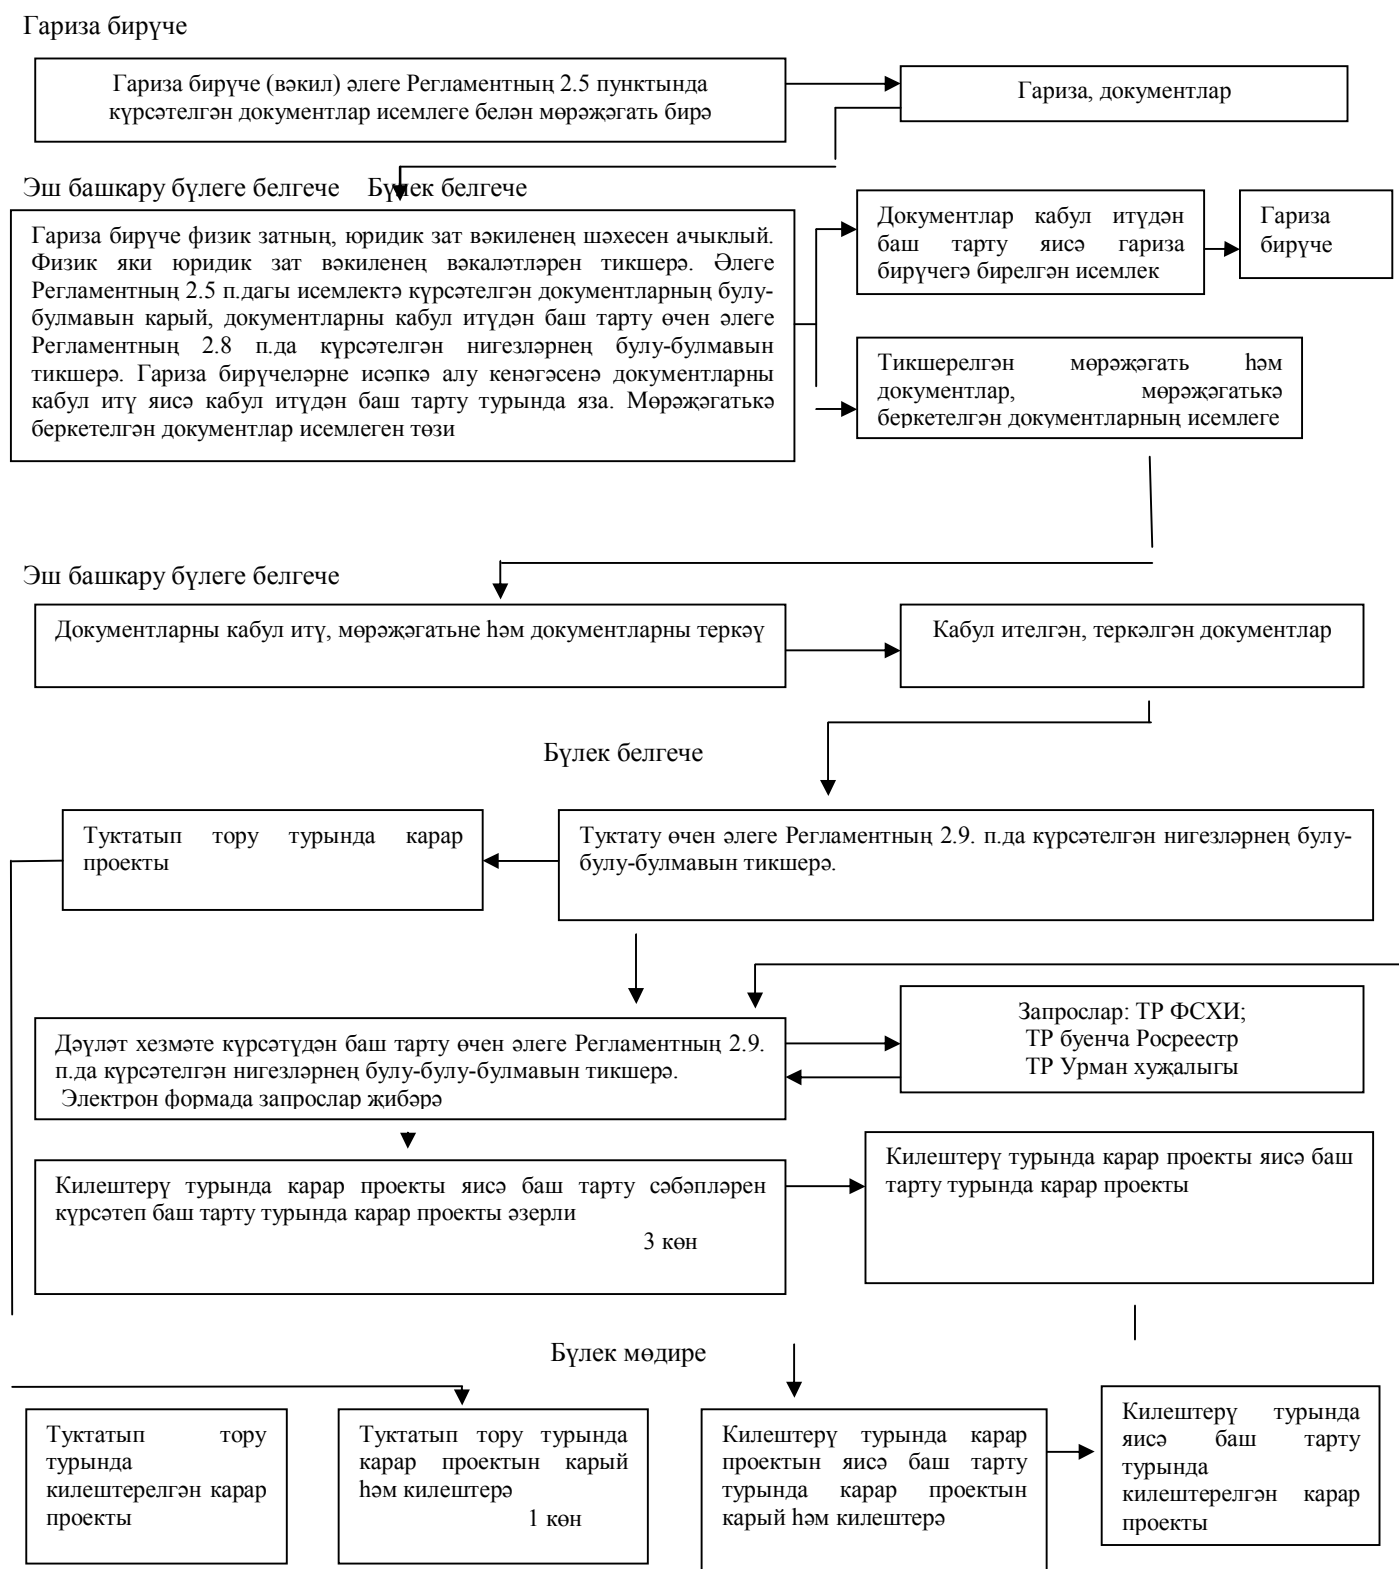 Гариза бирүче
Гариза бирүче (вәкил) әлеге Регламентның 2.5 пунктында
күрсәтелгән документлар исемлеге белән мөрәҗәгать бирә
Гариза, документлар
Эш башкару бүлеге белгече Бүлек белгече
Гариза бирүче физик затның, юридик зат вәкиленең шәхесен ачыклый.
Физик яки юридик зат вәкиленең вәкаләтләрен тикшерә. Әлеге
Регламентның 2.5 п.дагы исемлектә күрсәтелгән документларның булу-
булмавын карый, документларны кабул итүдән баш тарту өчен әлеге
Регламентның 2.8 п.да күрсәтелгән нигезләрнең булу-булмавын
тикшерә. Гариза бирүчеләрне исәпкә алу кенәгәсенә документларны
кабул итү яисә кабул итүдән баш тарту турында яза. Мөрәҗәгатькә
беркетелгән документлар исемлеген төзи
Документлар кабул итүдән
баш тарту яисә гариза
бирүчегә бирелгән исемлек
Гариза
бирүче
Тикшерелгән мөрәҗәгать һәм
документлар, мөрәҗәгатькә
беркетелгән документларның исемлеге
Эш башкару бүлеге белгече
Документларны кабул итү, мөрәҗәгатьне һәм документларны теркәү
Кабул ителгән, теркәлгән документлар
Бүлек белгече
Туктатып тору турында карар
проекты
Туктату өчен әлеге Регламентның 2.9. п.да күрсәтелгән нигезләрнең булу-
булу-булмавын тикшерә.
Дәүләт хезмәте күрсәтүдән баш тарту өчен әлеге Регламентның 2.9.
п.да күрсәтелгән нигезләрнең булу-булу-булмавын тикшерә.
Электрон формада запрослар җибәрә
Запрослар: ТР ФСХИ;
ТР буенча Росреестр
ТР Урман хуҗалыгы
Килештерү турында карар проекты яисә баш тарту сәбәпләрен
күрсәтеп баш тарту турында карар проекты әзерли
3 көн
Килештерү турында карар проекты яисә баш
тарту турында карар проекты
Бүлек мөдире
Туктатып тору
турында
килештерелгән карар
проекты
Туктатып тору турында
карар проектын карый
һәм килештерә
1 көн
Килештерү турында карар
проектын яисә баш тарту
турында карар проектын
карый һәм килештерә
Килештерү турында
яисә баш тарту
турында
килештерелгән карар
проекты